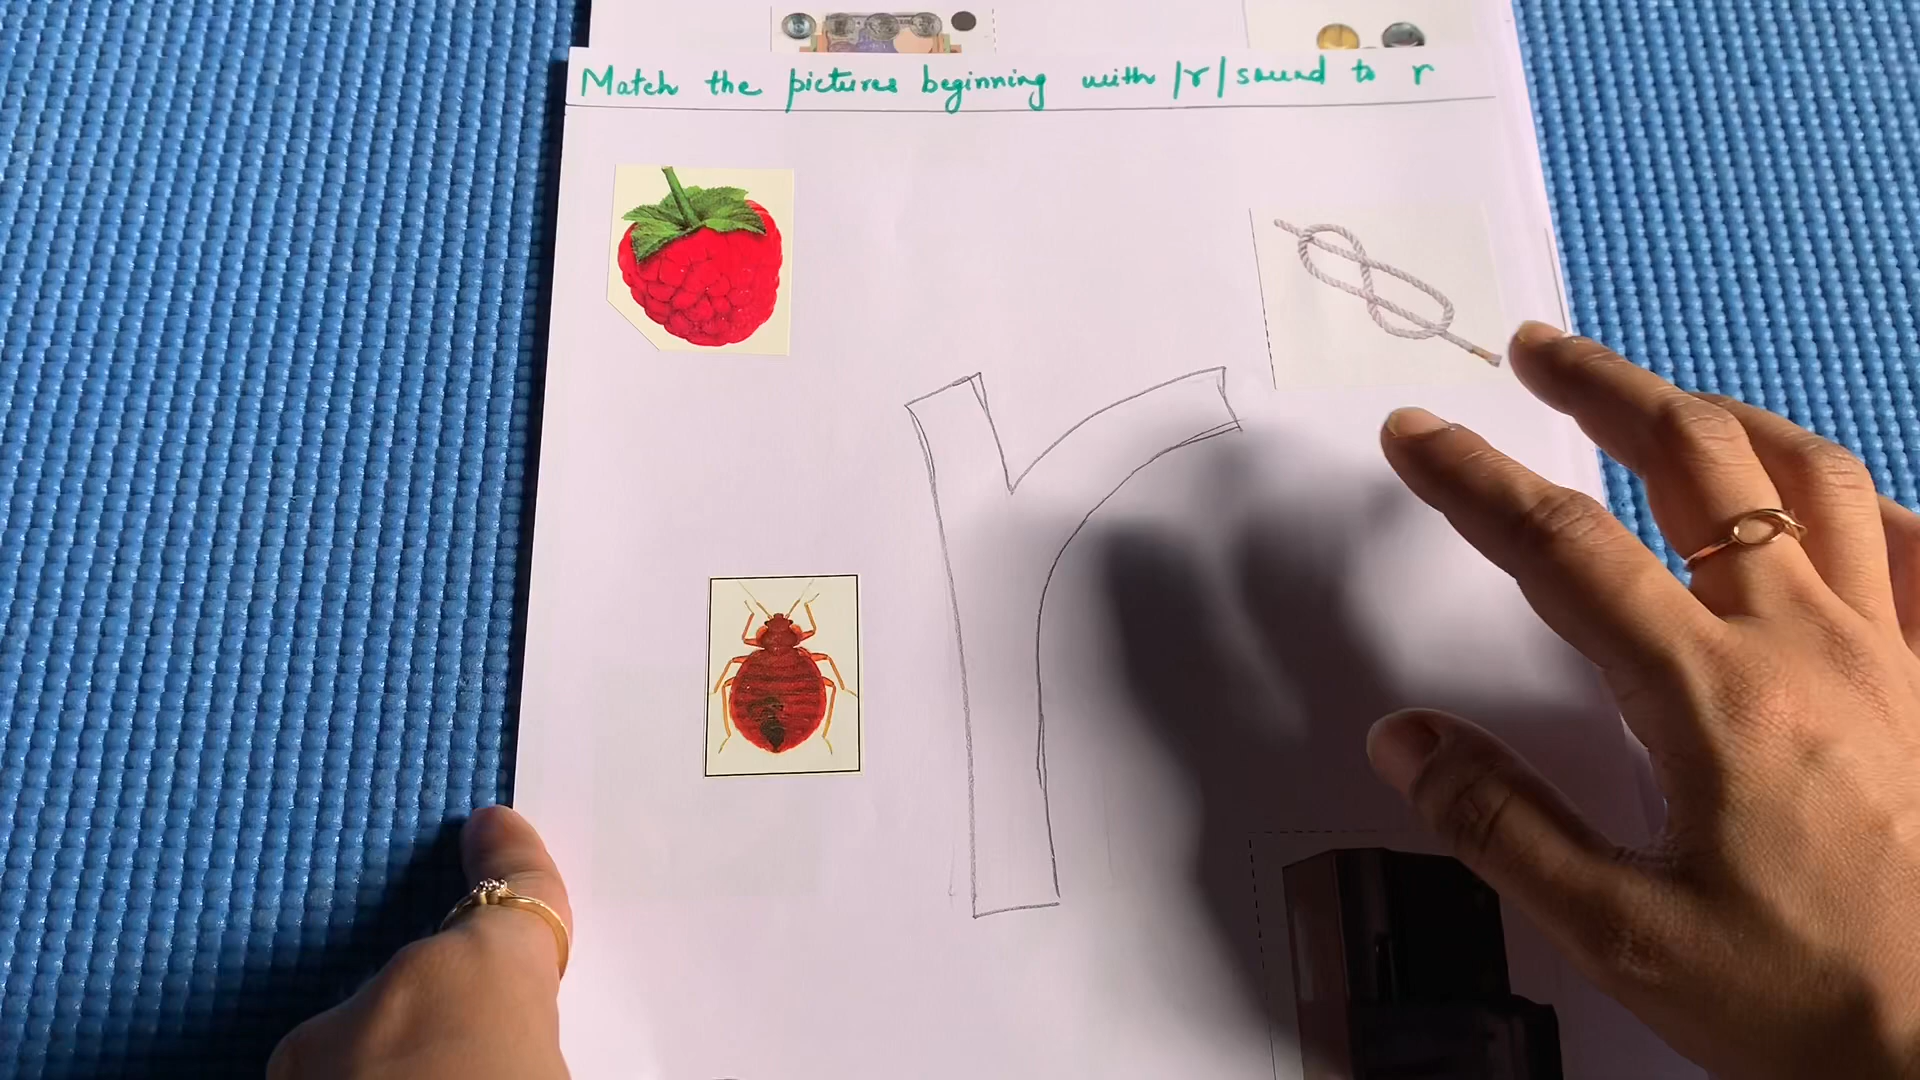 Match the pictures beginning with /r/ sound to r
r